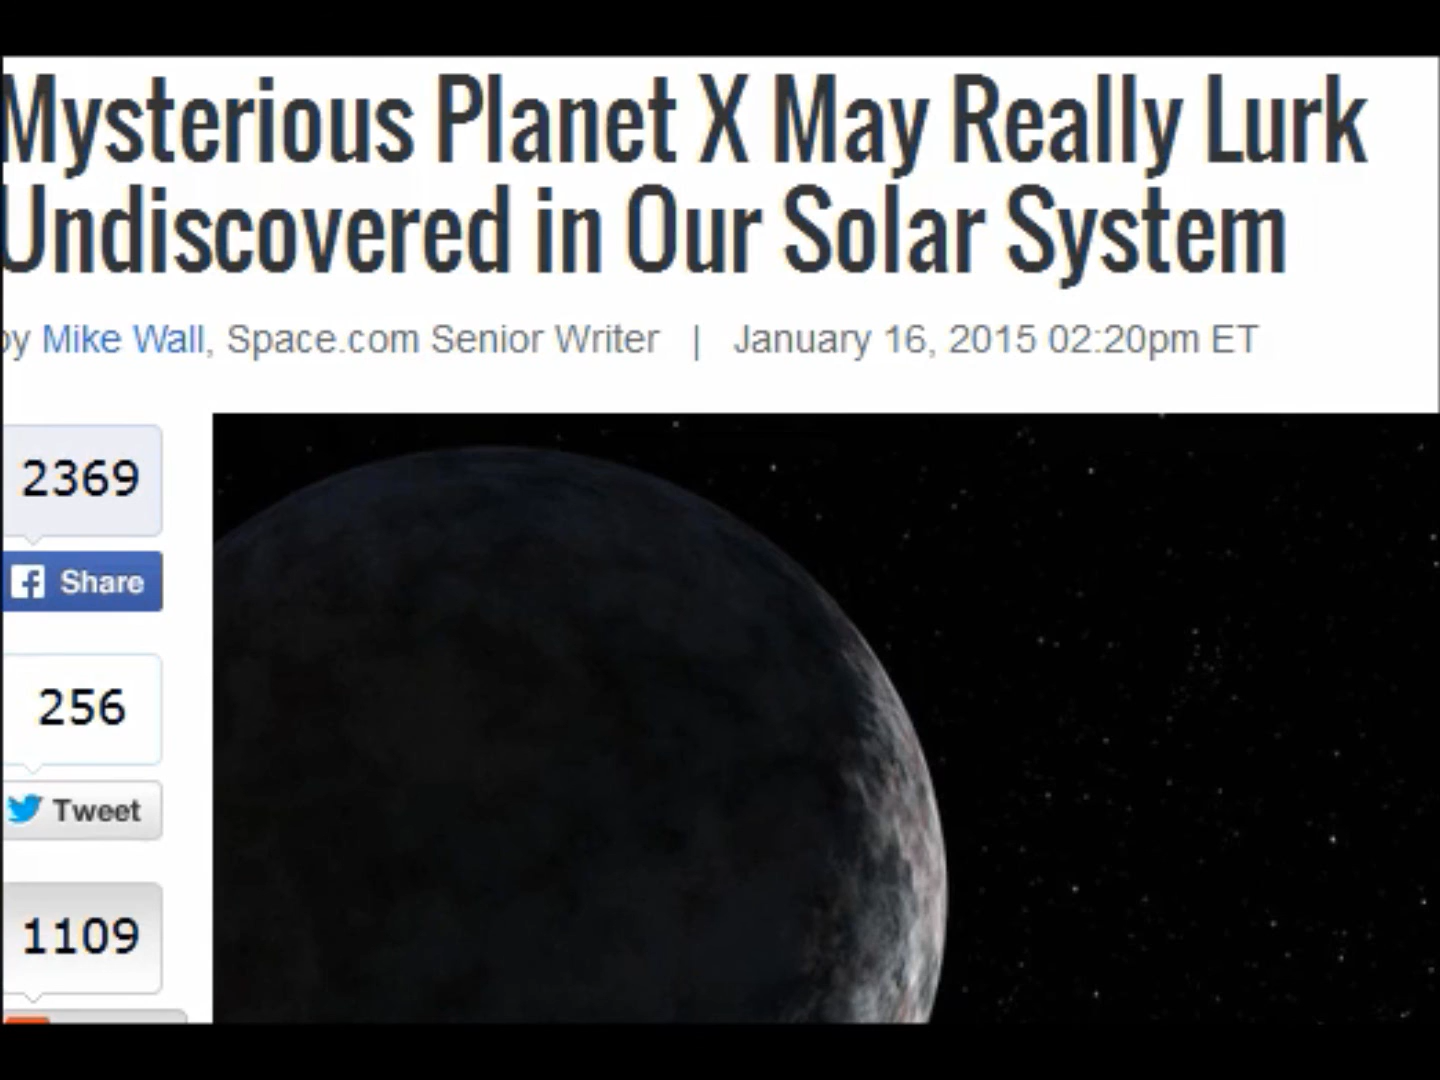 Mysterious Planet X May Really Lurk
Undiscovered in Our Solar System
by Mike Wall, Space.com Senior Writer | January 16, 2015 02:20pm ET
2369
Share
256
Tweet
1109